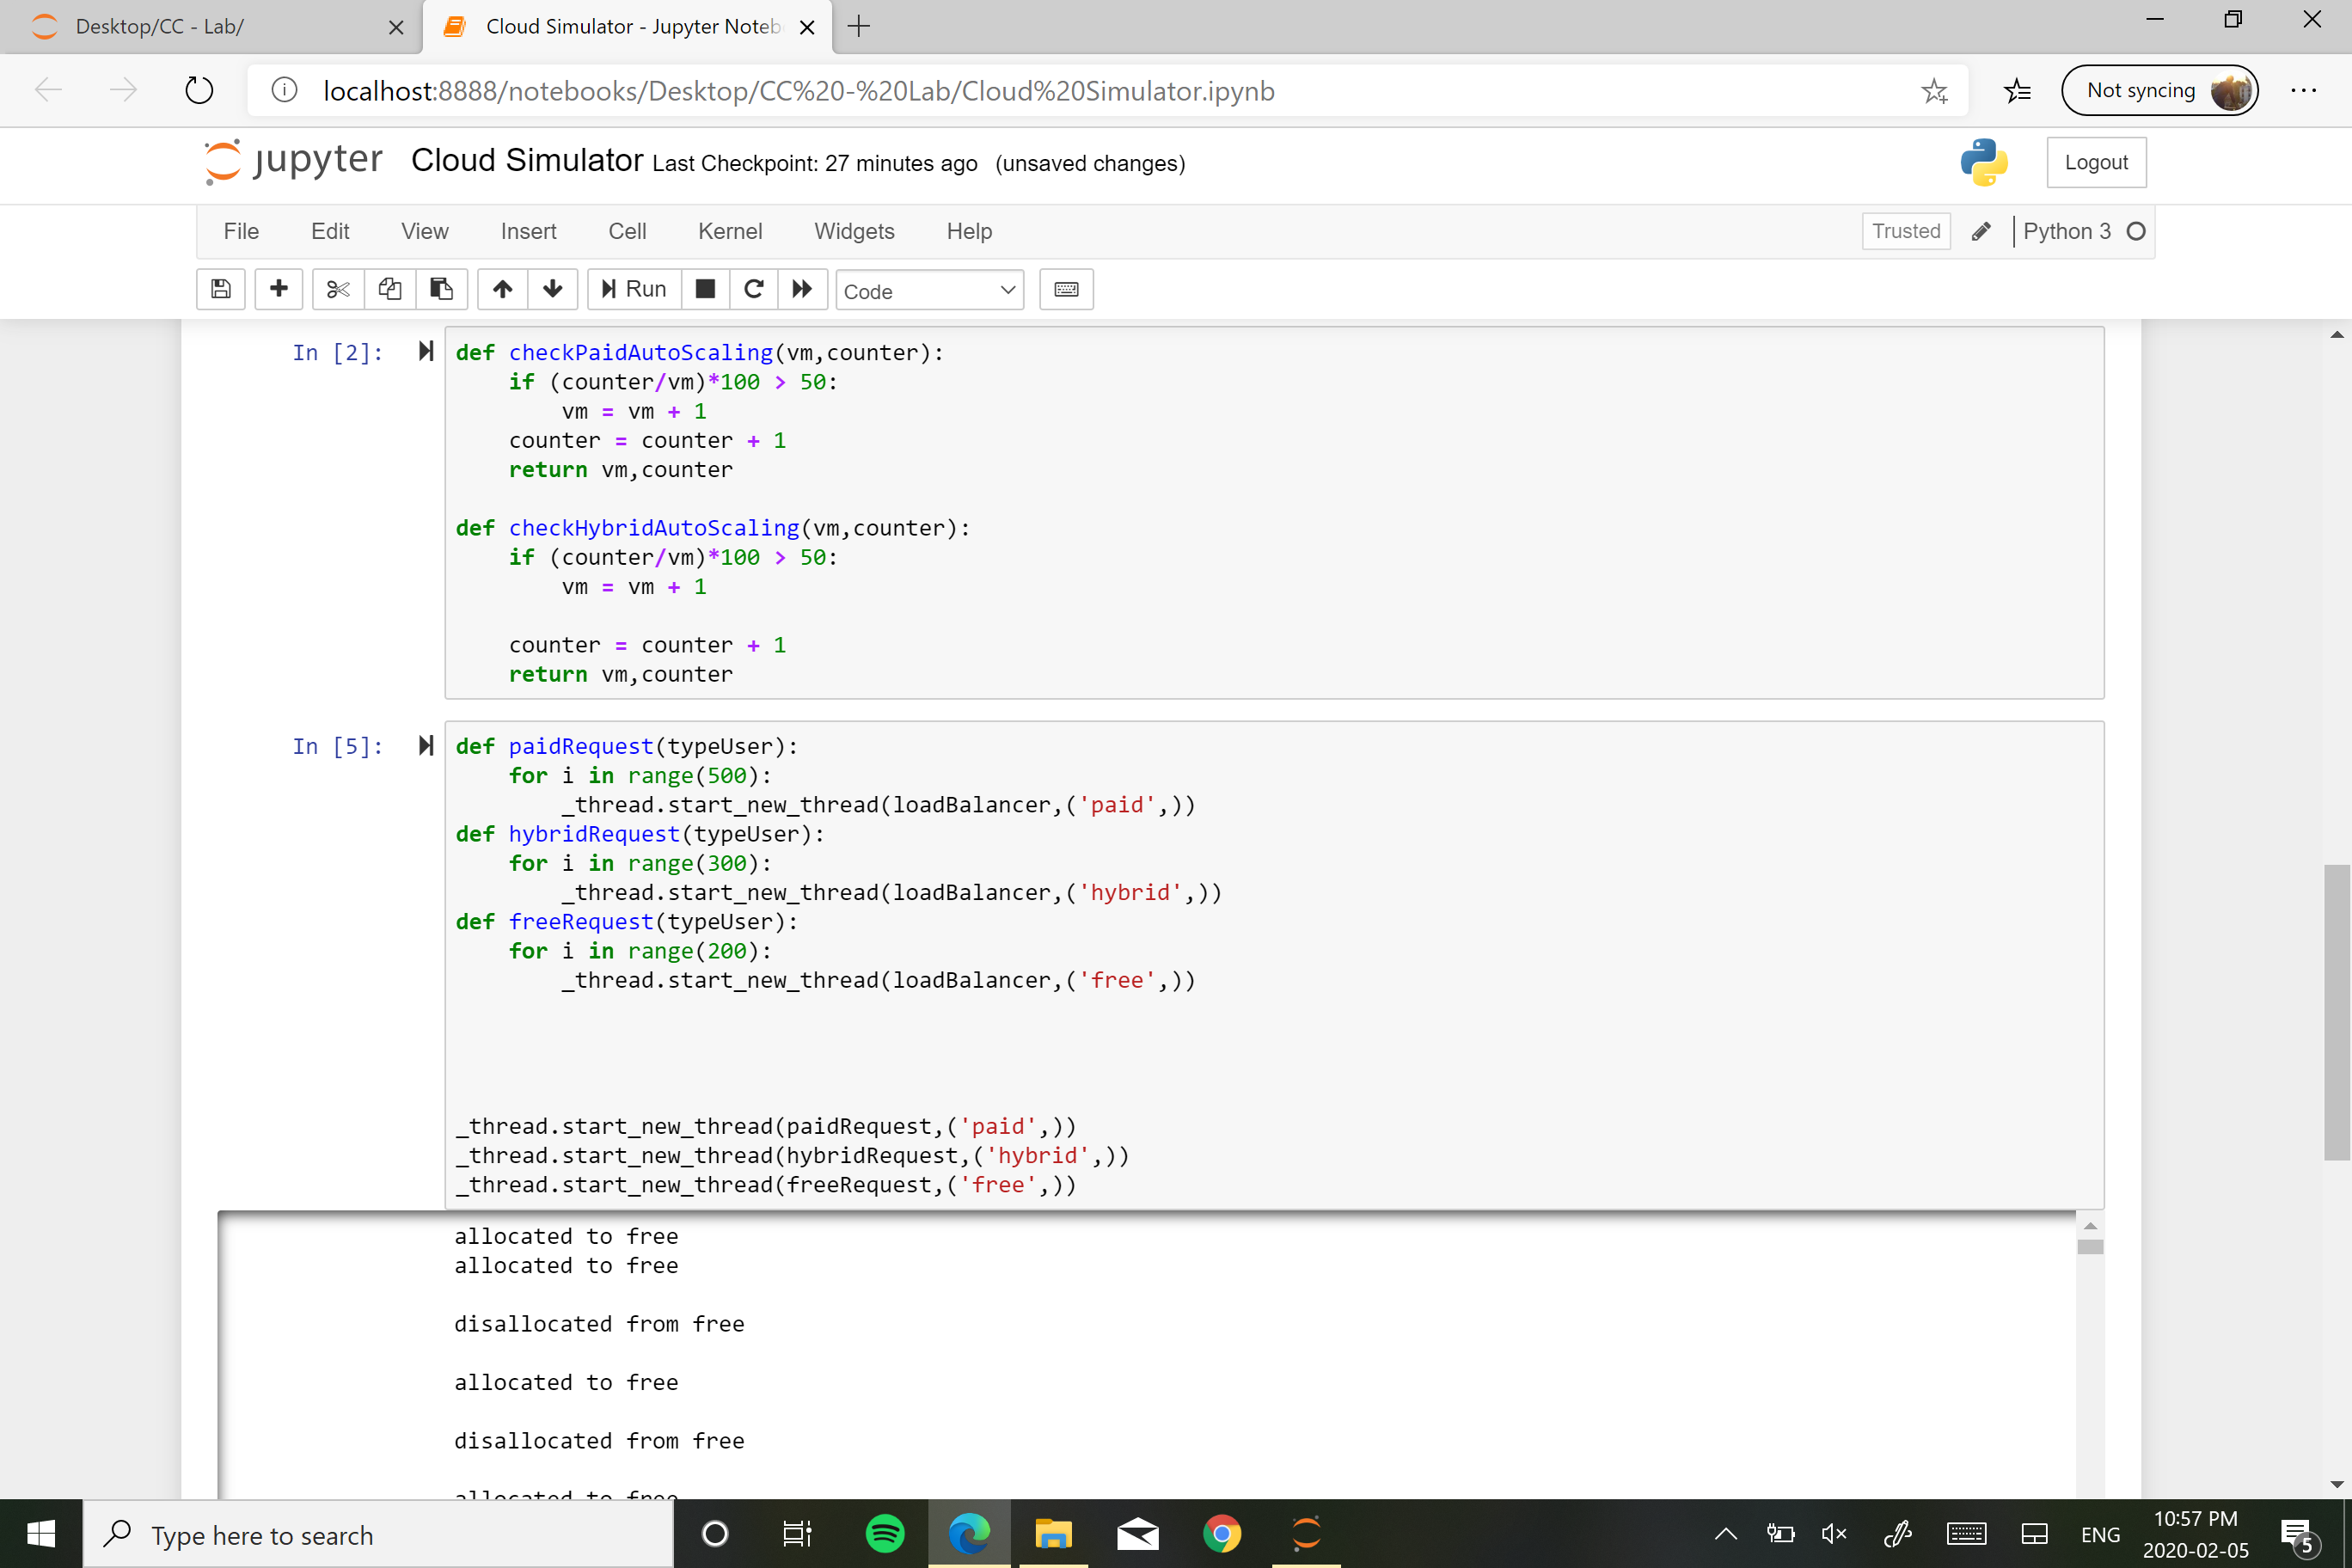 Desktop/CC - Lab/
Cloud Simulator - Jupyter Noteb
localhost:8888/notebooks/Desktop/CC%20-%20Lab/Cloud%20Simulator.ipynb
Not syncing
jupyter Cloud Simulator Last Checkpoint: 27 minutes ago (unsaved changes)
Logout
File Edit View Insert Cell Kernel Widgets Help
Trusted
Python 3
Run
Code
In [2]:
def checkPaidAutoScaling(vm,counter):
    if (counter/vm)*100 > 50:
        vm = vm + 1
    counter = counter + 1
    return vm,counter
def checkHybridAutoScaling(vm,counter):
    if (counter/vm)*100 > 50:
        vm = vm + 1
    counter = counter + 1
    return vm,counter
In [5]:
def paidRequest(typeUser):
    for i in range(500):
        _thread.start_new_thread(loadBalancer,('paid',))
def hybridRequest(typeUser):
    for i in range(300):
        _thread.start_new_thread(loadBalancer,('hybrid',))
def freeRequest(typeUser):
    for i in range(200):
        _thread.start_new_thread(loadBalancer,('free',))
_thread.start_new_thread(paidRequest,('paid',))
_thread.start_new_thread(hybridRequest,('hybrid',))
_thread.start_new_thread(freeRequest,('free',))
allocated to free
allocated to free
disallocated from free
allocated to free
disallocated from free
allocated to free
Type here to search
ENG
10:57 PM
2020-02-05
5